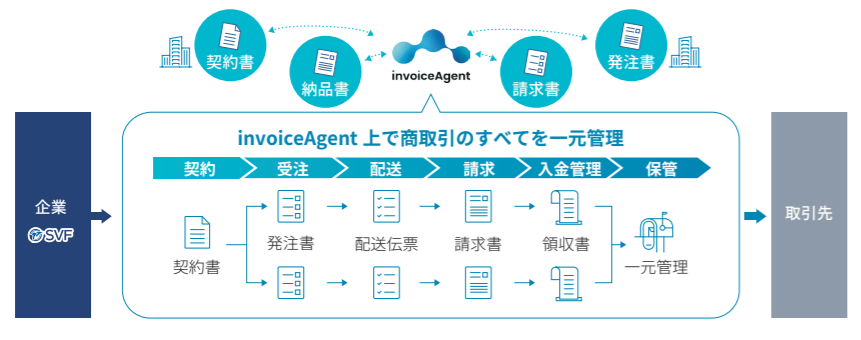 契約書
納品書
invoiceAgent
請求書
発注書
invoiceAgent 上で商取引のすべてを一元管理
契約
受注
配送
請求
入金管理
保管
企業
SVF
発注書
配送伝票
請求書
領収書
契約書
一元管理
取引先